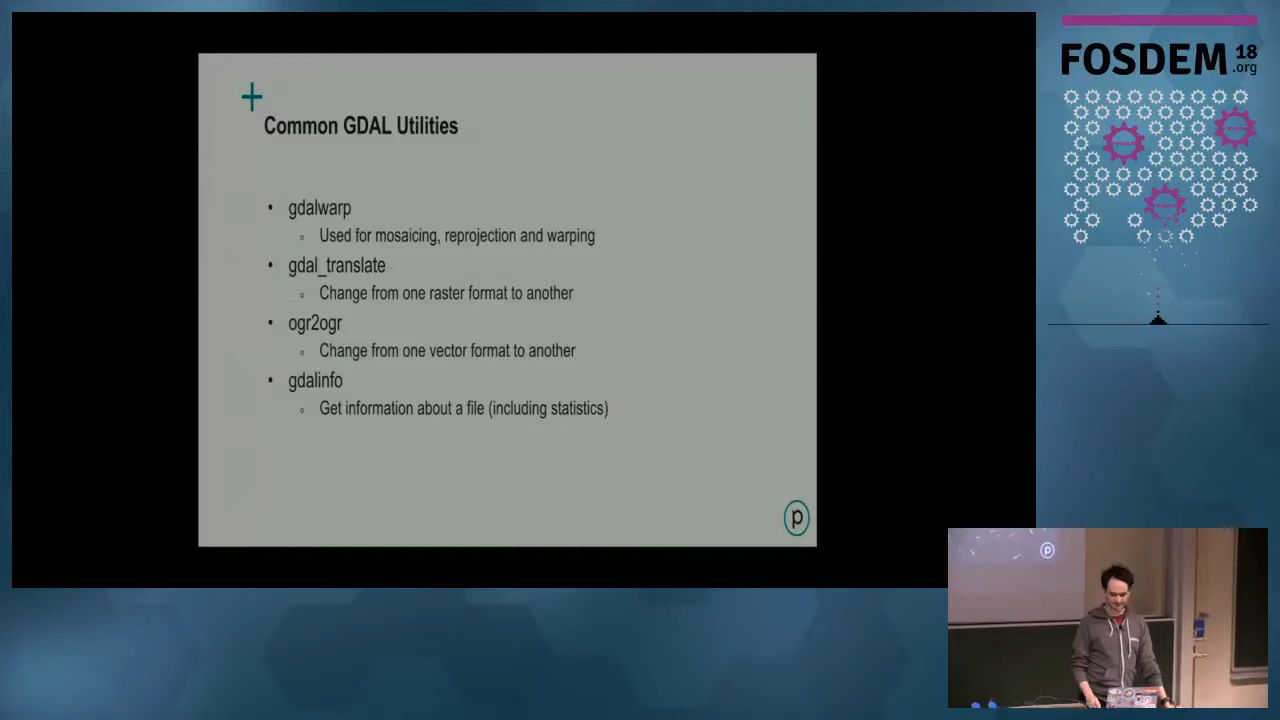 FOSDEM 18
.org
+
Common GDAL Utilities
• gdalwarp
◦ Used for mosaicing, reprojection and warping
• gdal_translate
◦ Change from one raster format to another
• ogr2ogr
◦ Change from one vector format to another
• gdalinfo
◦ Get information about a file (including statistics)
p
p